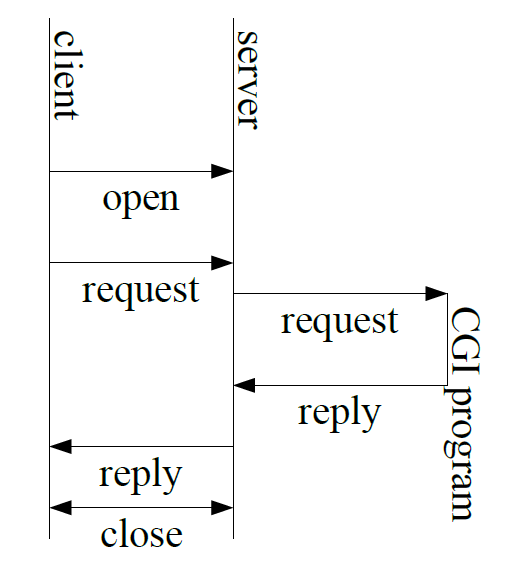 client
server
open
request
request
CGI program
reply
reply
close